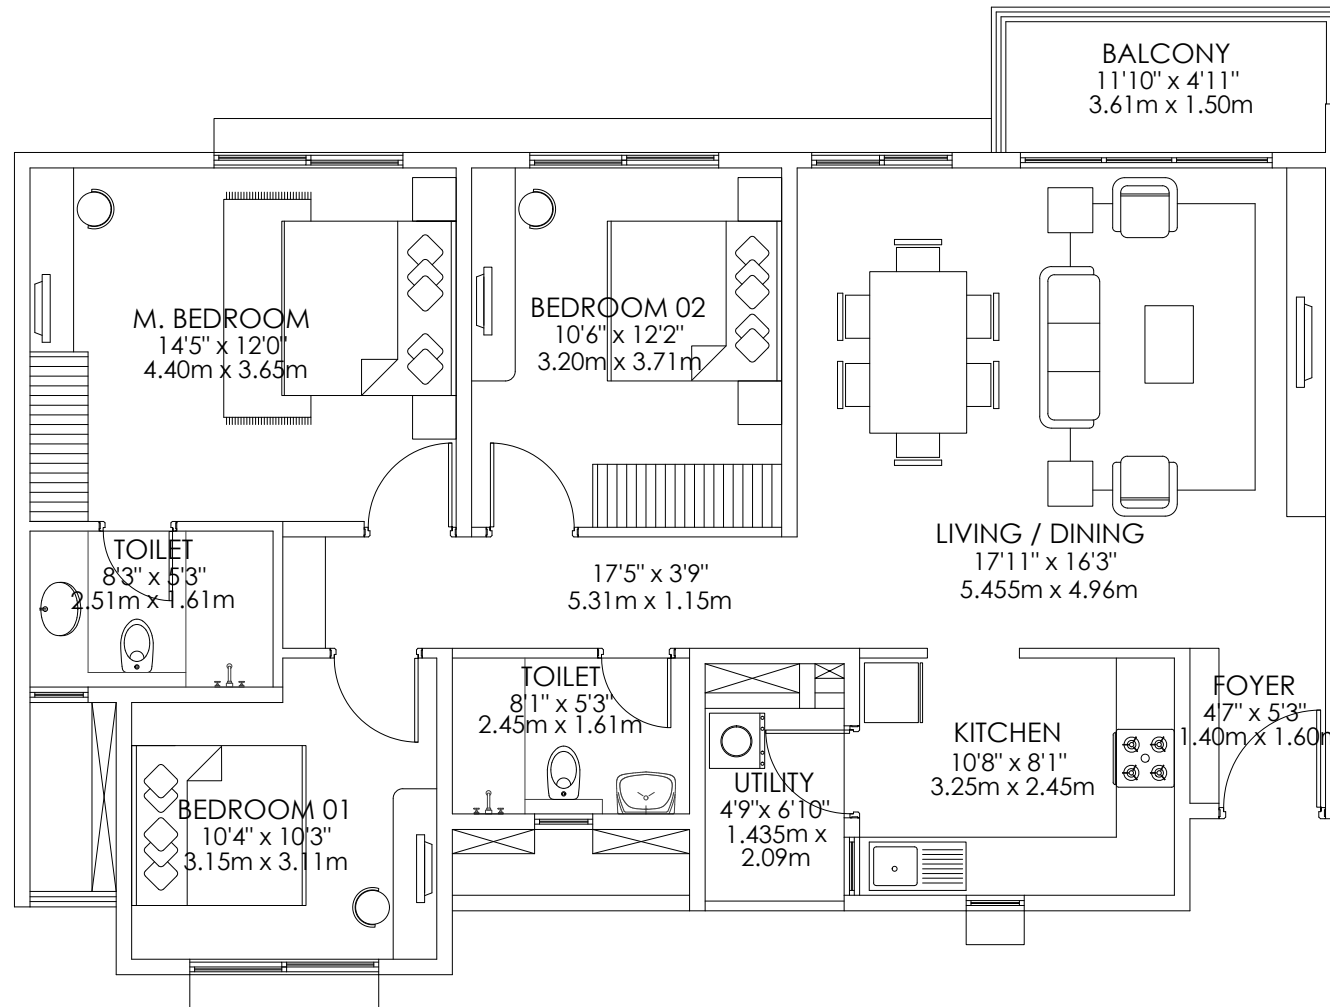 BALCONY
11'10" x 4'11"
3.61m x 1.50m
M. BEDROOM
14'5" x 12'0"
4.40m x 3.65m
BEDROOM 02
10'6" x 12'2"
3.20m x 3.71m
LIVING / DINING
17'11" x 16'3"
5.455m x 4.96m
TOILET
8'3" x 5'3"
2.51m x 1.61m
17'5" x 3'9"
5.31m x 1.15m
TOILET
8'1" x 5'3"
2.45m x 1.61m
FOYER
4'7" x 5'3"
1.40m x 1.60m
KITCHEN
10'8" x 8'1"
3.25m x 2.45m
UTILITY
4'9"x 6'10"
1.435m x
2.09m
BEDROOM 01
10'4" x 10'3"
3.15m x 3.11m